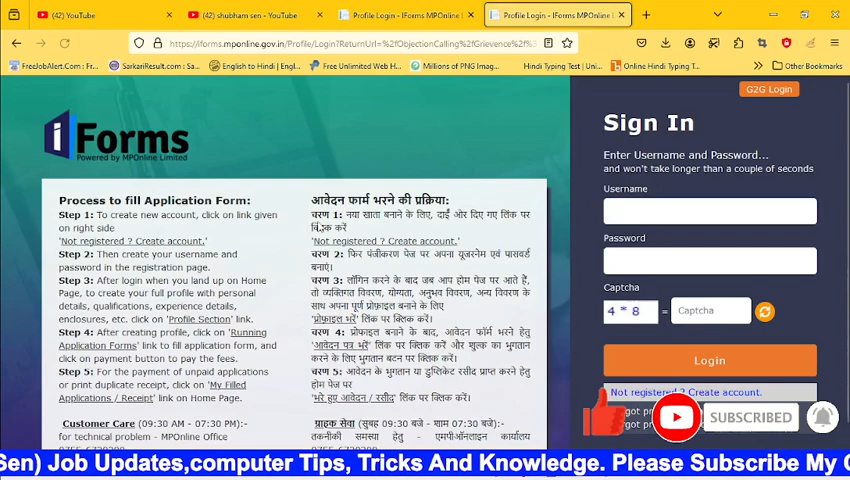 (42) YouTube
(42) shubham sen - YouTube
Profile Login - IForms MPOnline L
Profile Login - IForms MPOnline L
https://iforms.mponline.gov.in/Profile/Login?ReturnUrl=%2FObjectionCalling%2FGrievence%2F%3
FreeJobAlert.Com : Fr...
SarkariResult.com : Sa...
English to Hindi | Engl...
Free Unlimited Web H...
Millions of PNG Imag...
Hindi Typing Test | Uni...
Online Hindi Typing T...
Other Bookmarks
iForms
Powered by MPOnline Limited
Process to fill Application Form:
Step 1: To create new account, click on link given
on right side
'Not registered ? Create account.'
Step 2: Then create your username and
password in the registration page.
Step 3: After login when you land up on Home
Page, to create your full profile with personal
details, qualifications, experience details,
enclosures, etc. click on 'Profile Section' link.
Step 4: After creating profile, click on 'Running
Application Forms' link to fill application form, and
click on payment button to pay the fees.
Step 5: For the payment of unpaid applications
or print duplicate receipt, click on 'My Filled
Applications / Receipt' link on Home Page.
Customer Care (09:30 AM - 07:30 PM):-
for technical problem - MPOnline Office
आवेदन फार्म भरने की प्रक्रिया:
चरण 1: नया खाता बनाने के लिए, दाईं ओर दिए गए लिंक पर
क्लिक करें
'Not registered ? Create account.'
चरण 2: फिर पंजीकरण पेज पर अपना यूजरनेम एवं पासवर्ड
बनाएं।
चरण 3: लॉगिन करने के बाद जब आप होम पेज पर आते हैं,
तो व्यक्तिगत विवरण, योग्यता, अनुभव विवरण, अन्य विवरण के
साथ अपना पूर्ण प्रोफ़ाइल बनाने के लिए
'प्रोफ़ाइल भरें' लिंक पर क्लिक करें।
चरण 4: प्रोफाइल बनाने के बाद, आवेदन फॉर्म भरने हेतु
'आवेदन पत्र भरें' लिंक पर क्लिक करें और शुल्क का भुगतान
करने के लिए भुगतान बटन पर क्लिक करें।
चरण 5: आवेदन के भुगतान या डुप्लिकेट रसीद प्राप्त करने हेतु
होम पेज पर
'भरे हुए आवेदन / रसीद' लिंक पर क्लिक करें।
ग्राहक सेवा (सुबह 09:30 बजे - शाम 07:30 बजे):-
तकनीकी समस्या हेतु - एमपीऑनलाइन कार्यालय
G2G Login
Sign In
Enter Username and Password...
and won't take longer than a couple of seconds
Username
Password
Captcha
4 * 8 = Captcha
Login
Not registered ? Create account.
SUBSCRIBED
Sen) Job Updates,computer Tips, Tricks And Knowledge. Please Subscribe My